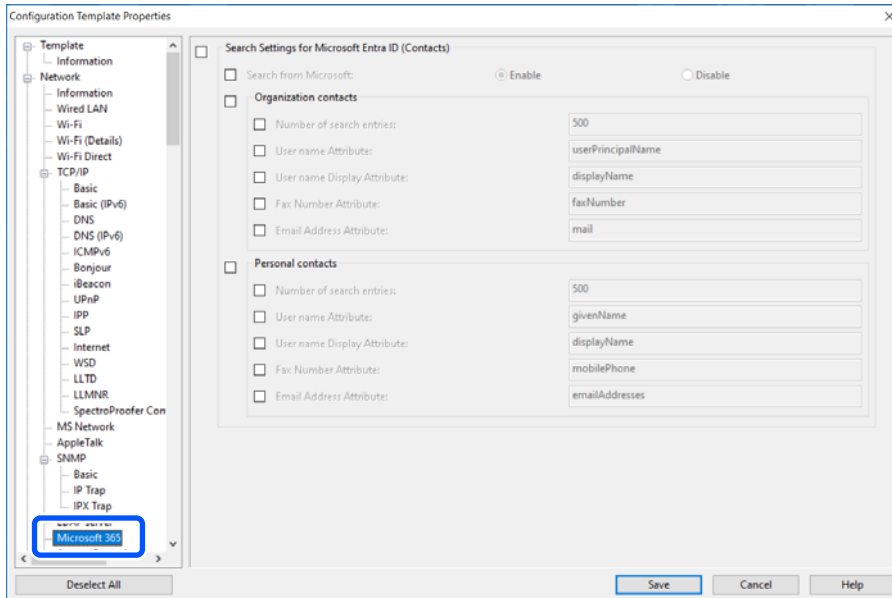 Configuration Template Properties
Template
Information
Network
Information
Wired LAN
Wi-Fi
Wi-Fi (Details)
Wi-Fi Direct
TCP/IP
Basic
Basic (IPv6)
DNS
DNS (IPv6)
ICMPv6
Bonjour
iBeacon
UPnP
IPP
SLP
Internet
WSD
LLTD
LLMNR
SpectroProofer Con
MS Network
AppleTalk
SNMP
Basic
IP Trap
IPX Trap
Microsoft 365
Search Settings for Microsoft Entra ID (Contacts)
Search from Microsoft: Enable Disable
Organization contacts
Number of search entries: 500
User name Attribute: userPrincipalName
User name Display Attribute: displayName
Fax Number Attribute: faxNumber
Email Address Attribute: mail
Personal contacts
Number of search entries: 500
User name Attribute: givenName
User name Display Attribute: displayName
Fax Number Attribute: mobilePhone
Email Address Attribute: emailAddresses
Deselect All Save Cancel Help